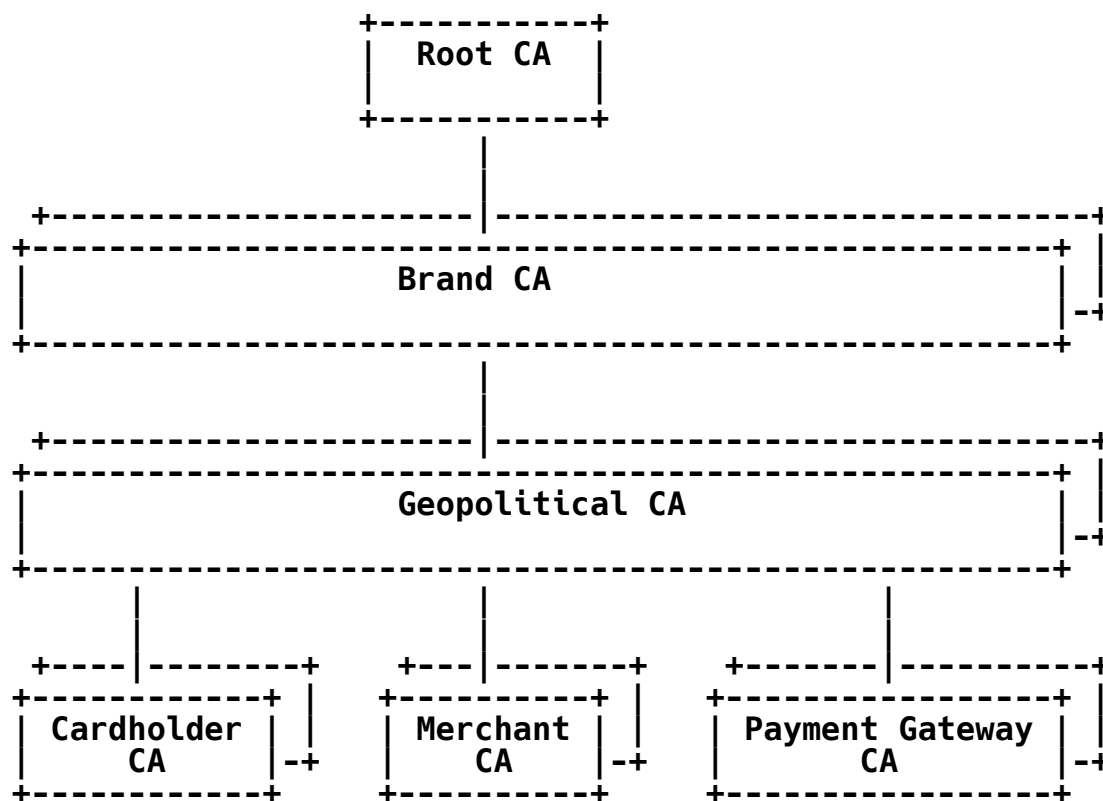 Root CA
Brand CA
Geopolitical CA
Cardholder CA
Merchant CA
Payment Gateway CA